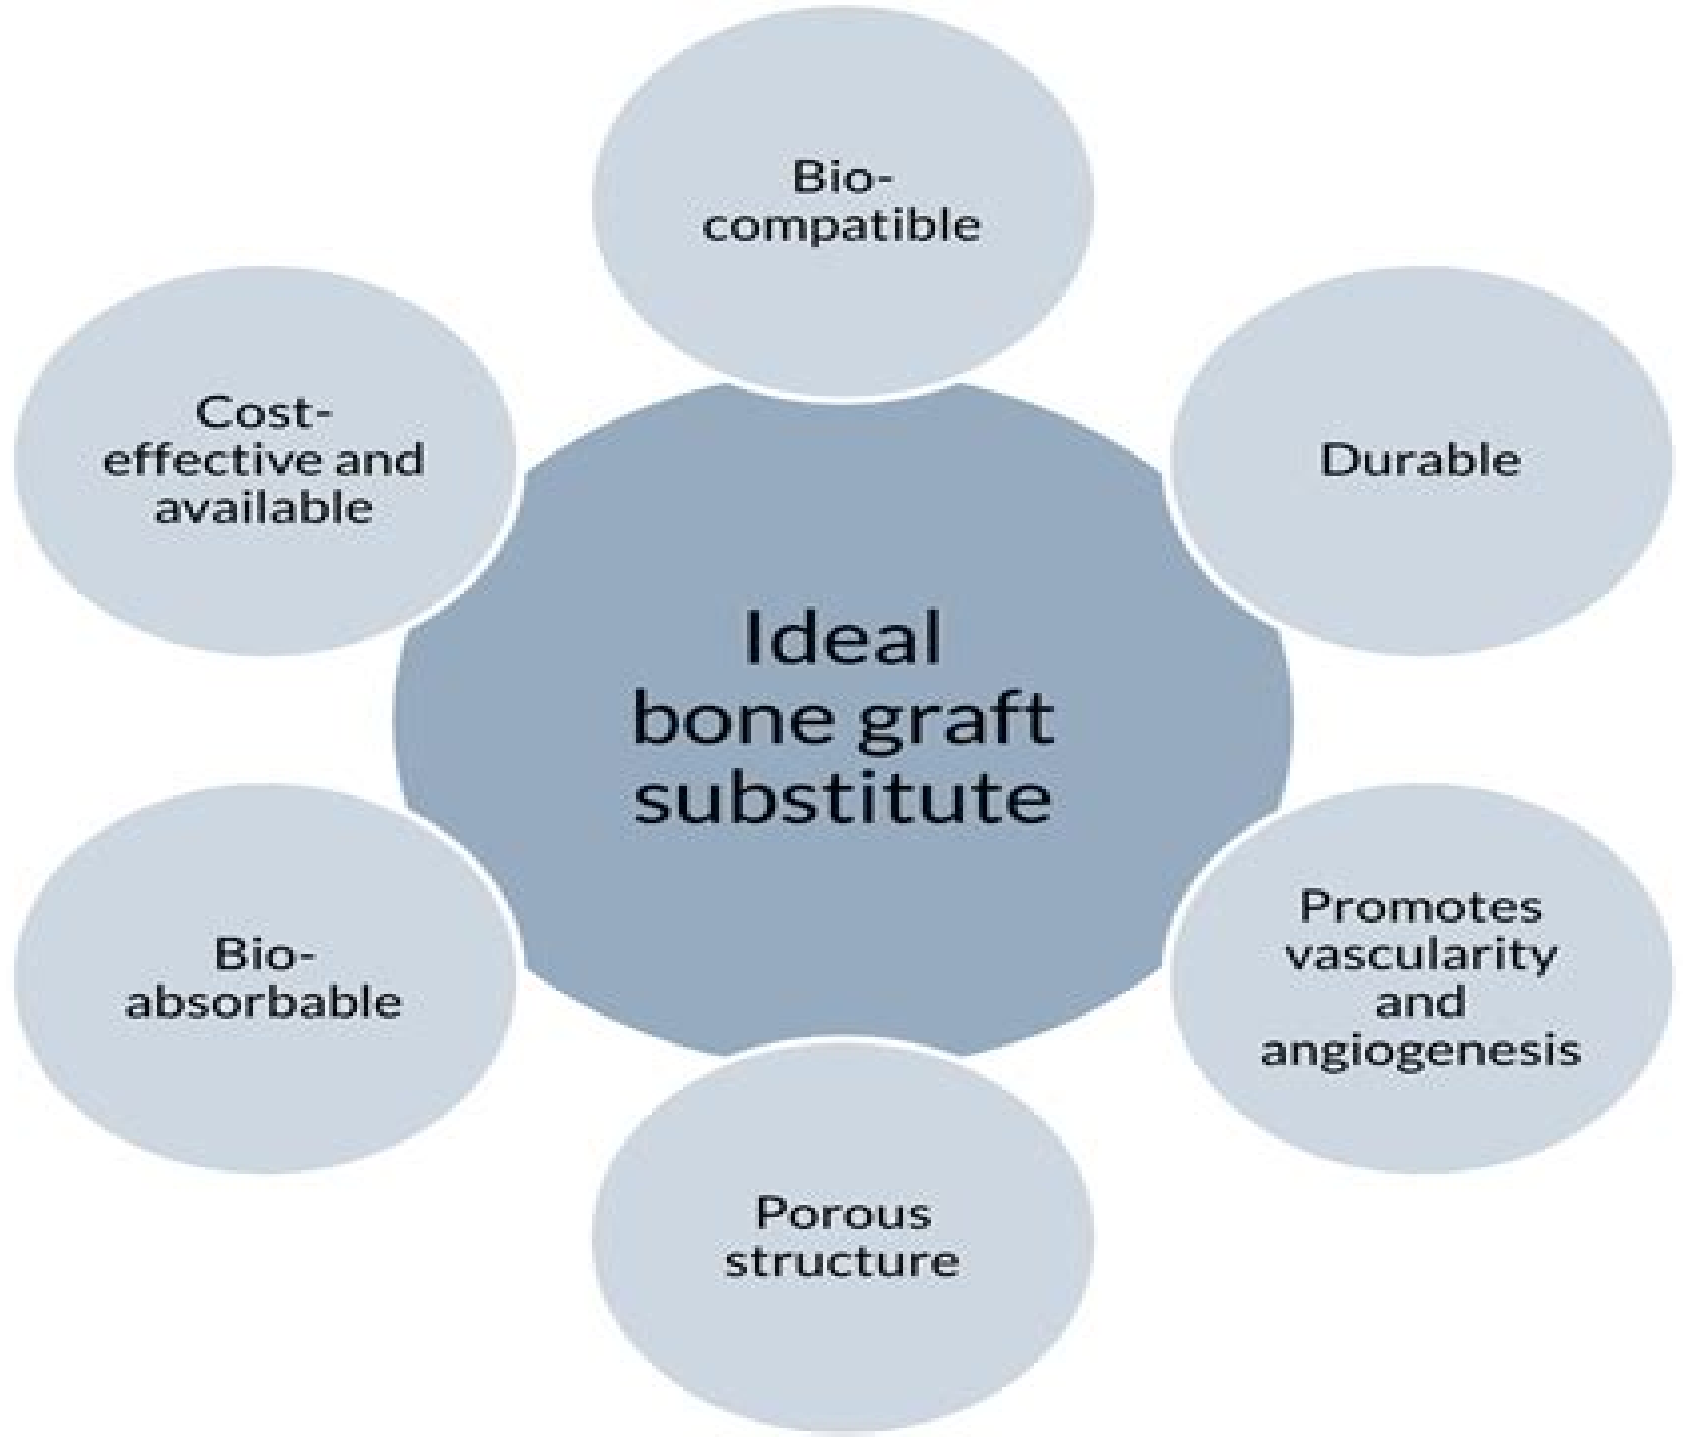 Bio-
compatible
Cost-
effective and
available
Durable
Ideal
bone graft
substitute
Bio-
absorbable
Promotes
vascularity
and
angiogenesis
Porous
structure